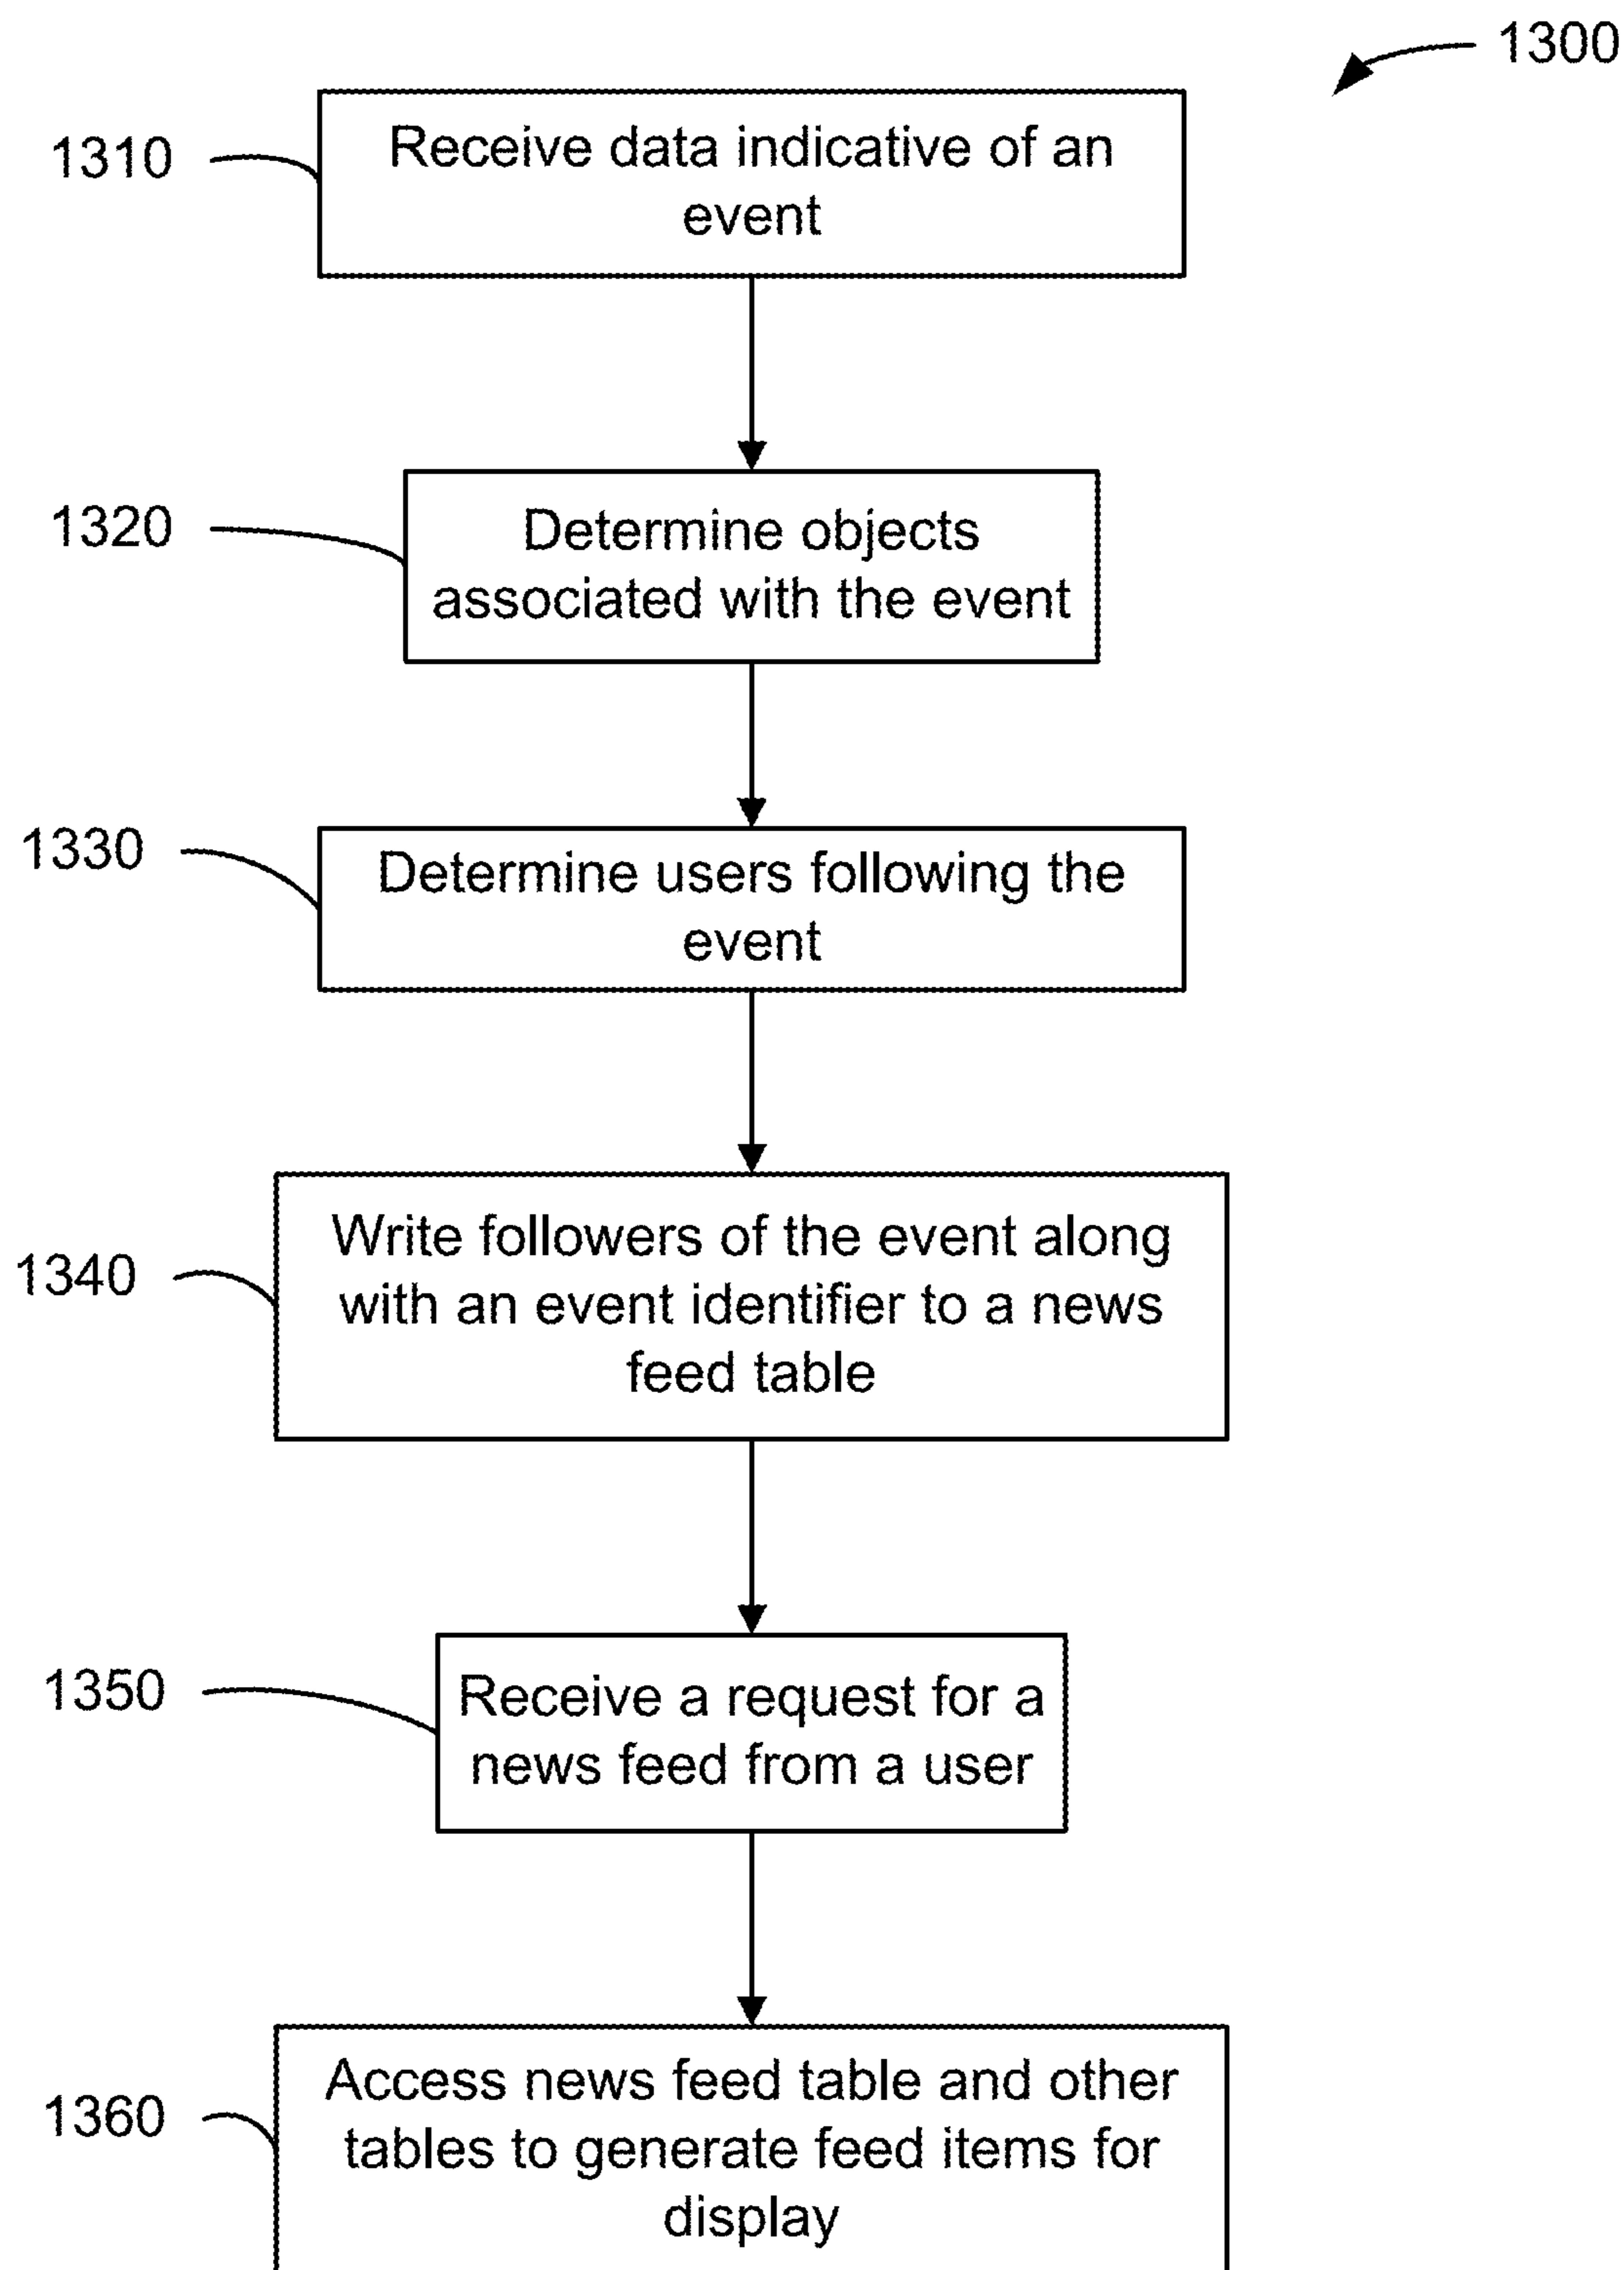 1300
1310
Receive data indicative of an
event
1320
Determine objects
associated with the event
1330
Determine users following the
event
1340
Write followers of the event along
with an event identifier to a news
feed table
1350
Receive a request for a
news feed from a user
1360
Access news feed table and other
tables to generate feed items for
display